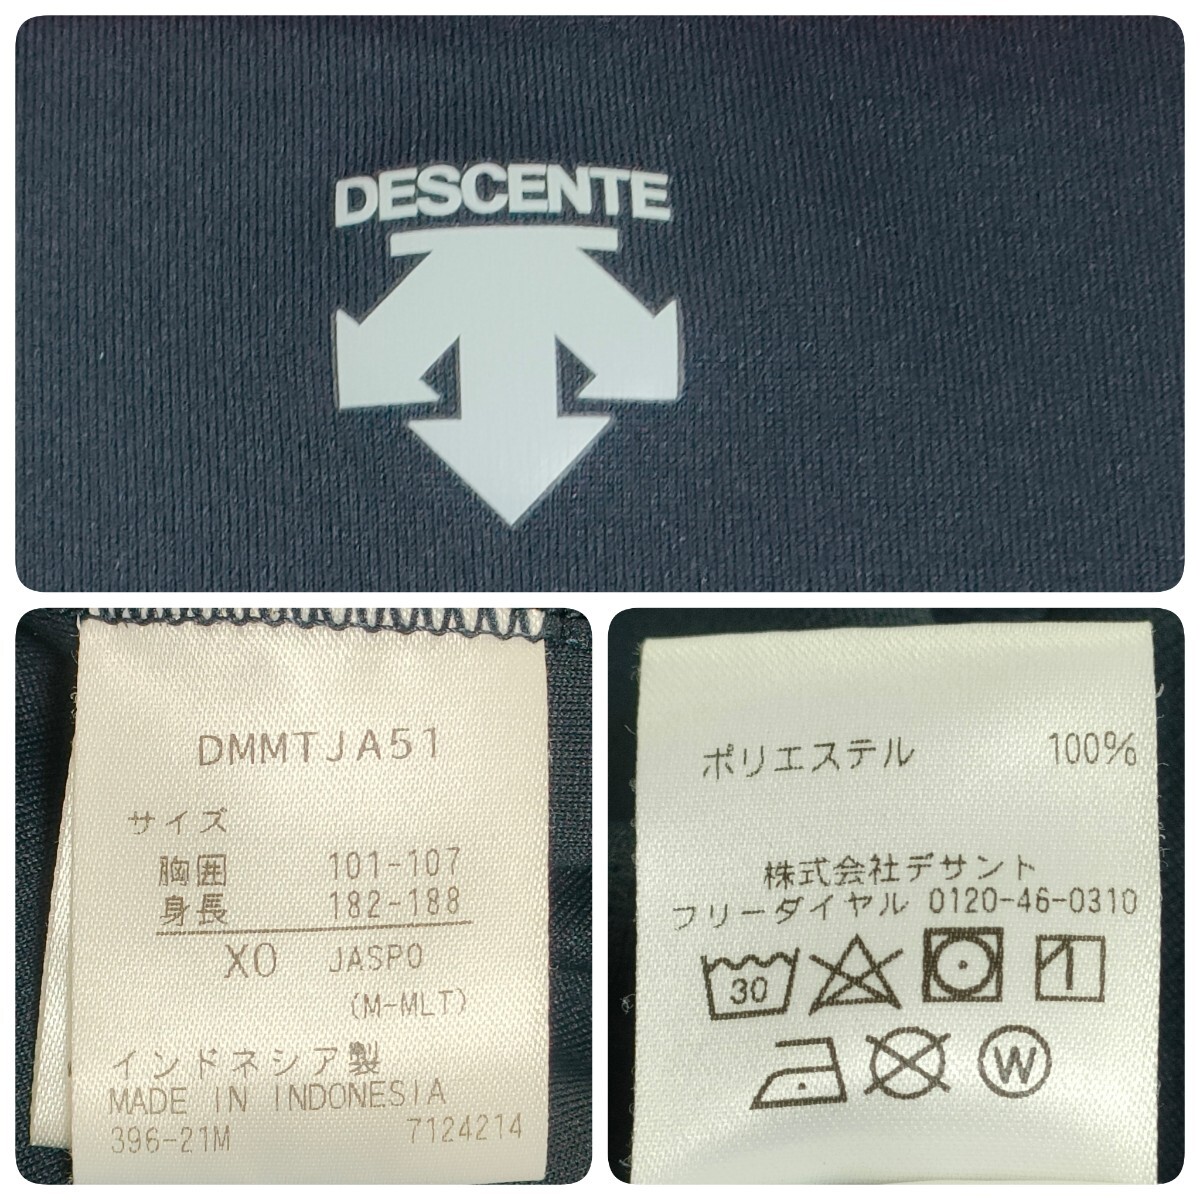 DESCENTE
DMMTJA51
サイズ
胸囲 101-107
身長 182-188
XO JASPO
(M-MLT)
インドネシア製
MADE IN INDONESIA
396-21M 7124214
ポリエステル 100%
株式会社デサント
フリーダイヤル 0120-46-0310
30
W